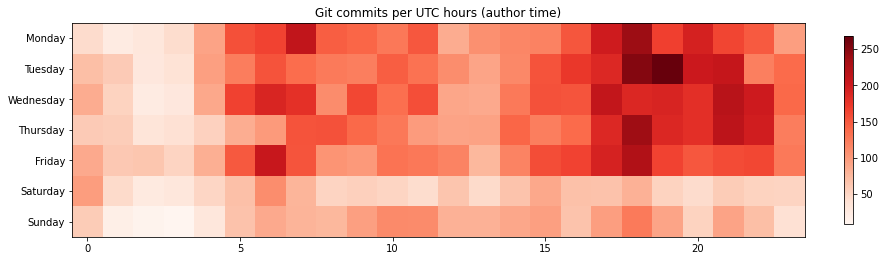 Git commits per UTC hours (author time)
Monday
Tuesday
Wednesday
Thursday
Friday
Saturday
Sunday
0 5 10 15 20
250
200
150
100
50